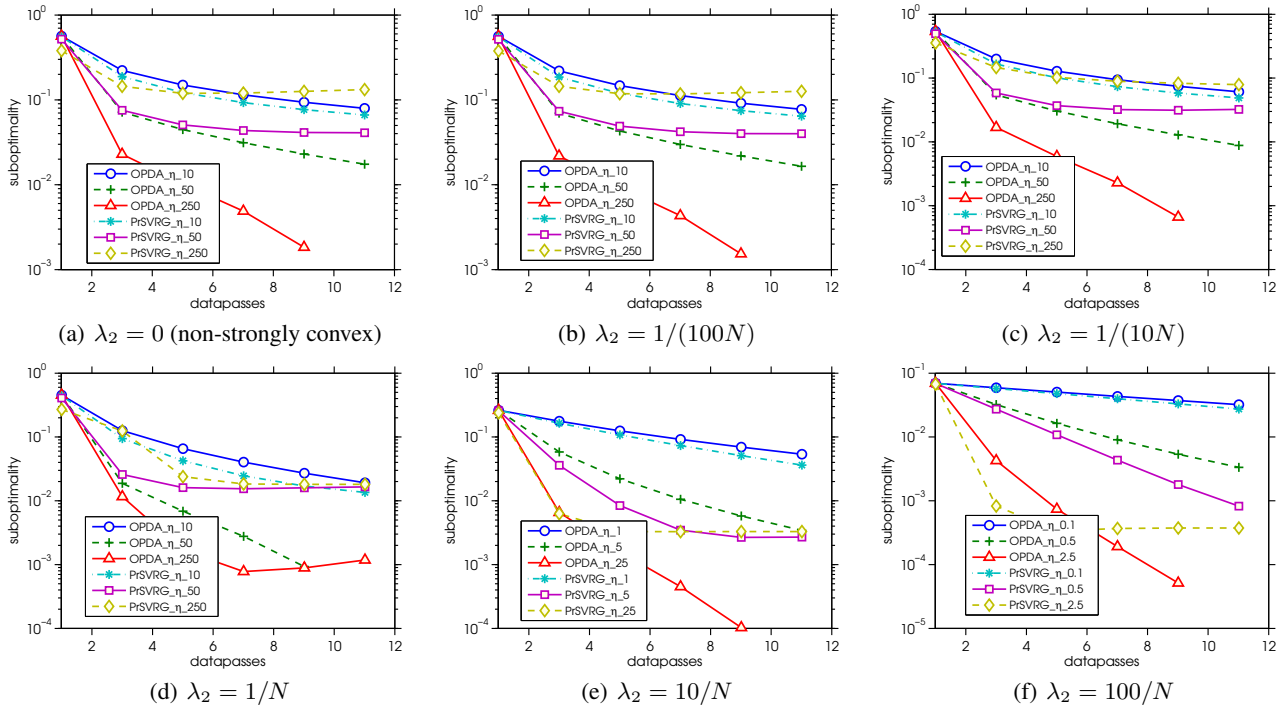 10^0
10^-1
10^-2
10^-3
suboptimality
OPDA_η_10
OPDA_η_50
OPDA_η_250
PrSVRG_η_10
PrSVRG_η_50
PrSVRG_η_250
2 4 6 8 10 12
datapasses
(a) λ₂ = 0 (non-strongly convex)
10^0
10^-1
10^-2
10^-3
suboptimality
OPDA_η_10
OPDA_η_50
OPDA_η_250
PrSVRG_η_10
PrSVRG_η_50
PrSVRG_η_250
2 4 6 8 10 12
datapasses
(b) λ₂ = 1/(100N)
10^0
10^-1
10^-2
10^-3
10^-4
suboptimality
OPDA_η_10
OPDA_η_50
OPDA_η_250
PrSVRG_η_10
PrSVRG_η_50
PrSVRG_η_250
2 4 6 8 10 12
datapasses
(c) λ₂ = 1/(10N)
10^0
10^-1
10^-2
10^-3
10^-4
suboptimality
OPDA_η_10
OPDA_η_50
OPDA_η_250
PrSVRG_η_10
PrSVRG_η_50
PrSVRG_η_250
2 4 6 8 10 12
datapasses
(d) λ₂ = 1/N
10^0
10^-1
10^-2
10^-3
10^-4
suboptimality
OPDA_η_1
OPDA_η_5
OPDA_η_25
PrSVRG_η_1
PrSVRG_η_5
PrSVRG_η_25
2 4 6 8 10 12
datapasses
(e) λ₂ = 10/N
10^-1
10^-2
10^-3
10^-4
10^-5
suboptimality
OPDA_η_0.1
OPDA_η_0.5
OPDA_η_2.5
PrSVRG_η_0.1
PrSVRG_η_0.5
PrSVRG_η_2.5
2 4 6 8 10 12
datapasses
(f) λ₂ = 100/N